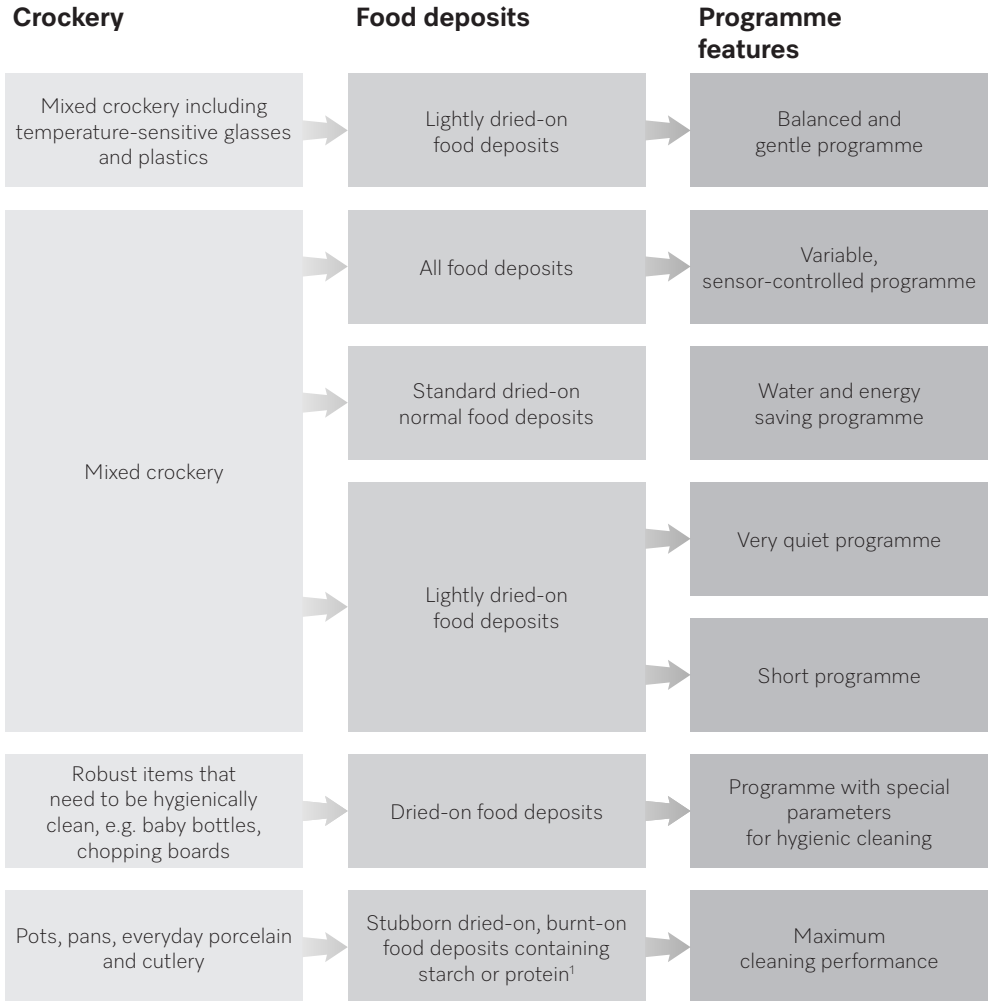 Crockery
Food deposits
Programme
features
Mixed crockery including
temperature-sensitive glasses
and plastics
Lightly dried-on
food deposits
Balanced and
gentle programme
Mixed crockery
All food deposits
Variable,
sensor-controlled programme
Standard dried-on
normal food deposits
Water and energy
saving programme
Lightly dried-on
food deposits
Very quiet programme
Short programme
Robust items that
need to be hygienically
clean, e.g. baby bottles,
chopping boards
Dried-on food deposits
Programme with special
parameters
for hygienic cleaning
Pots, pans, everyday porcelain
and cutlery
Stubborn dried-on, burnt-on
food deposits containing
starch or protein¹
Maximum
cleaning performance